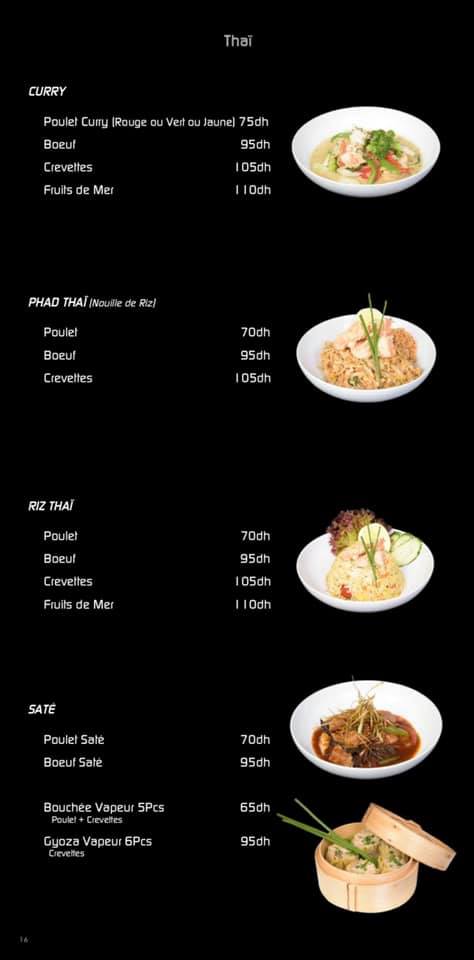 Thaï
CURRY
Poulet Curry (Rouge ou Vert ou Jaune) 75dh
Boeuf 95dh
Crevettes 105dh
Fruits de Mer 110dh
PHAD THAÏ (Nouille de Riz)
Poulet 70dh
Boeuf 95dh
Crevettes 105dh
RIZ THAÏ
Poulet 70dh
Boeuf 95dh
Crevettes 105dh
Fruits de Mer 110dh
SATÉ
Poulet Saté 70dh
Boeuf Saté 95dh
Bouchée Vapeur 5Pcs 65dh
Poulet + Crevettes
Gyoza Vapeur 6Pcs 95dh
Crevettes
16